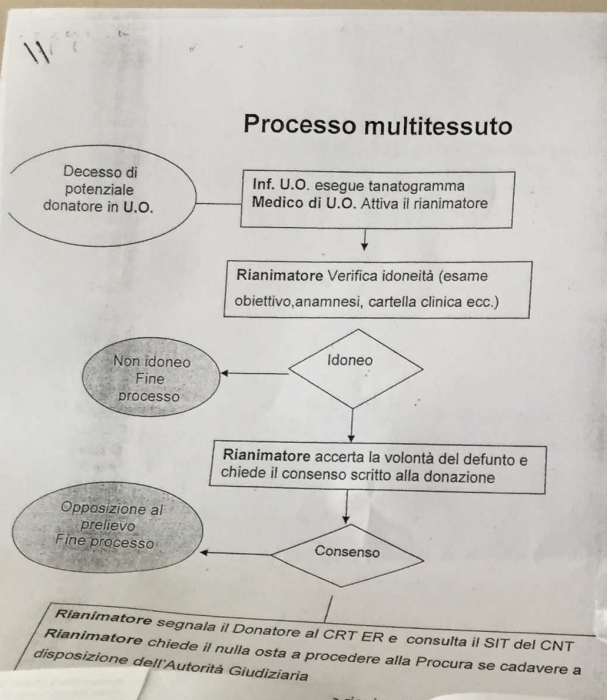 Processo multitessuto
Decesso di
potenziale
donatore in U.O.
Inf. U.O. esegue tanatogramma
Medico di U.O. Attiva il rianimatore
Rianimatore Verifica idoneità (esame
obiettivo,anamnesi, cartella clinica ecc.)
Idoneo
Non idoneo
Fine
processo
Rianimatore accerta la volontà del defunto e
chiede il consenso scritto alla donazione
Opposizione al
prelievo
Fine processo
Consenso
Rianimatore segnala il Donatore al CRT ER e consulta il SIT del CNT
Rianimatore chiede il nulla osta a procedere alla Procura se cadavere a
disposizione dell'Autorità Giudiziaria